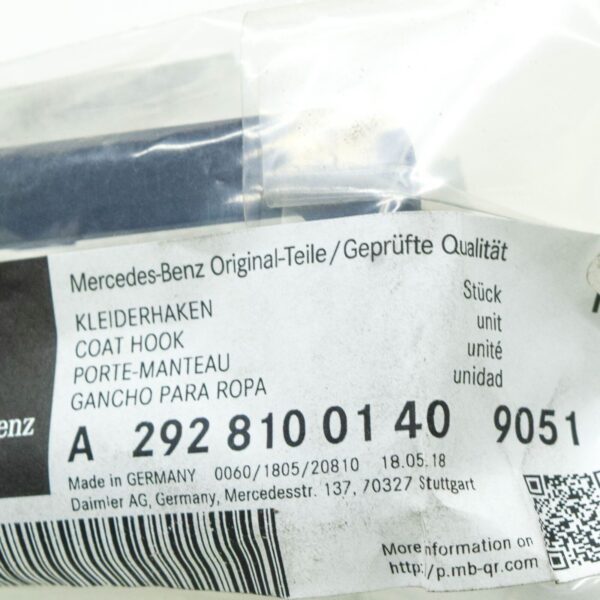 Mercedes-Benz Original-Teile/Geprüfte Qualität
KLEIDERHAKEN Stück
COAT HOOK unit
PORTE-MANTEAU unité
GANCHO PARA ROPA unidad
enz
A 292 810 01 40 9051
Made in GERMANY 0060/1805/20810 18.05.18
Daimler AG, Germany, Mercedesstr. 137, 70327 Stuttgart
More information on
http://p.mb-qr.com